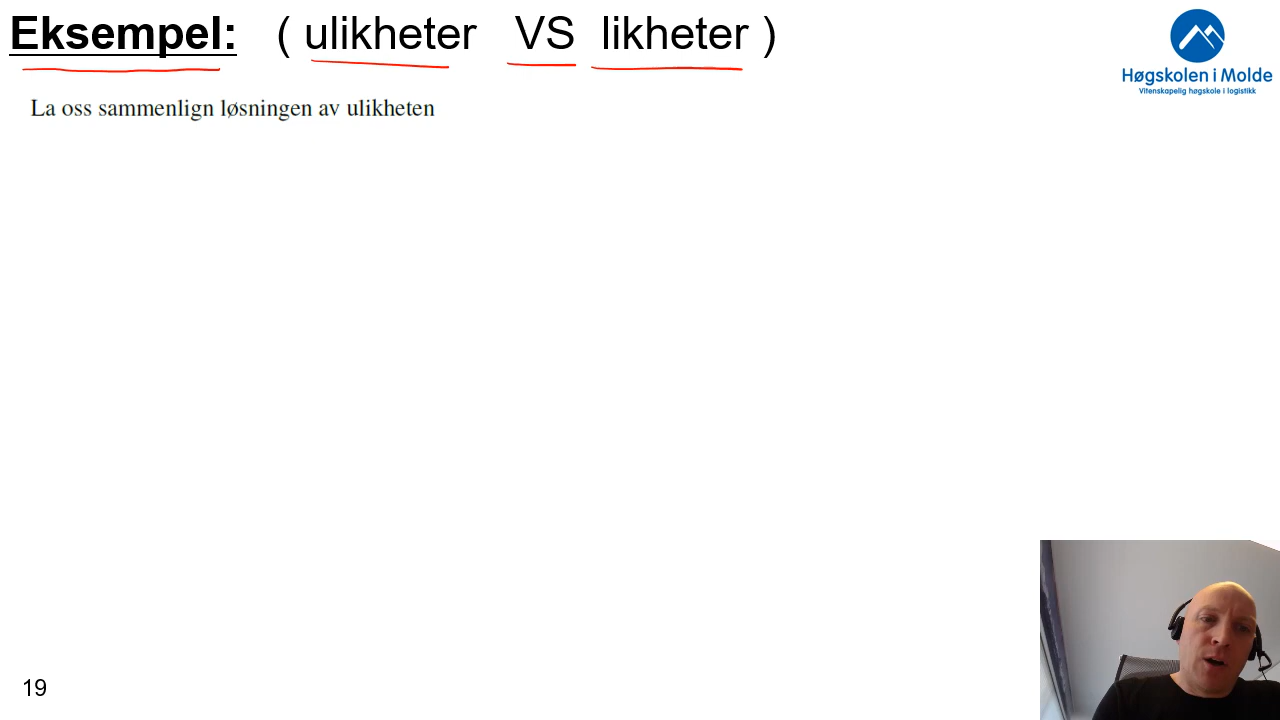 Eksempel: ( ulikheter VS likheter )
Høgskolen i Molde
Vitenskapelig høgskole i logistikk
La oss sammenlign løsningen av ulikheten
19